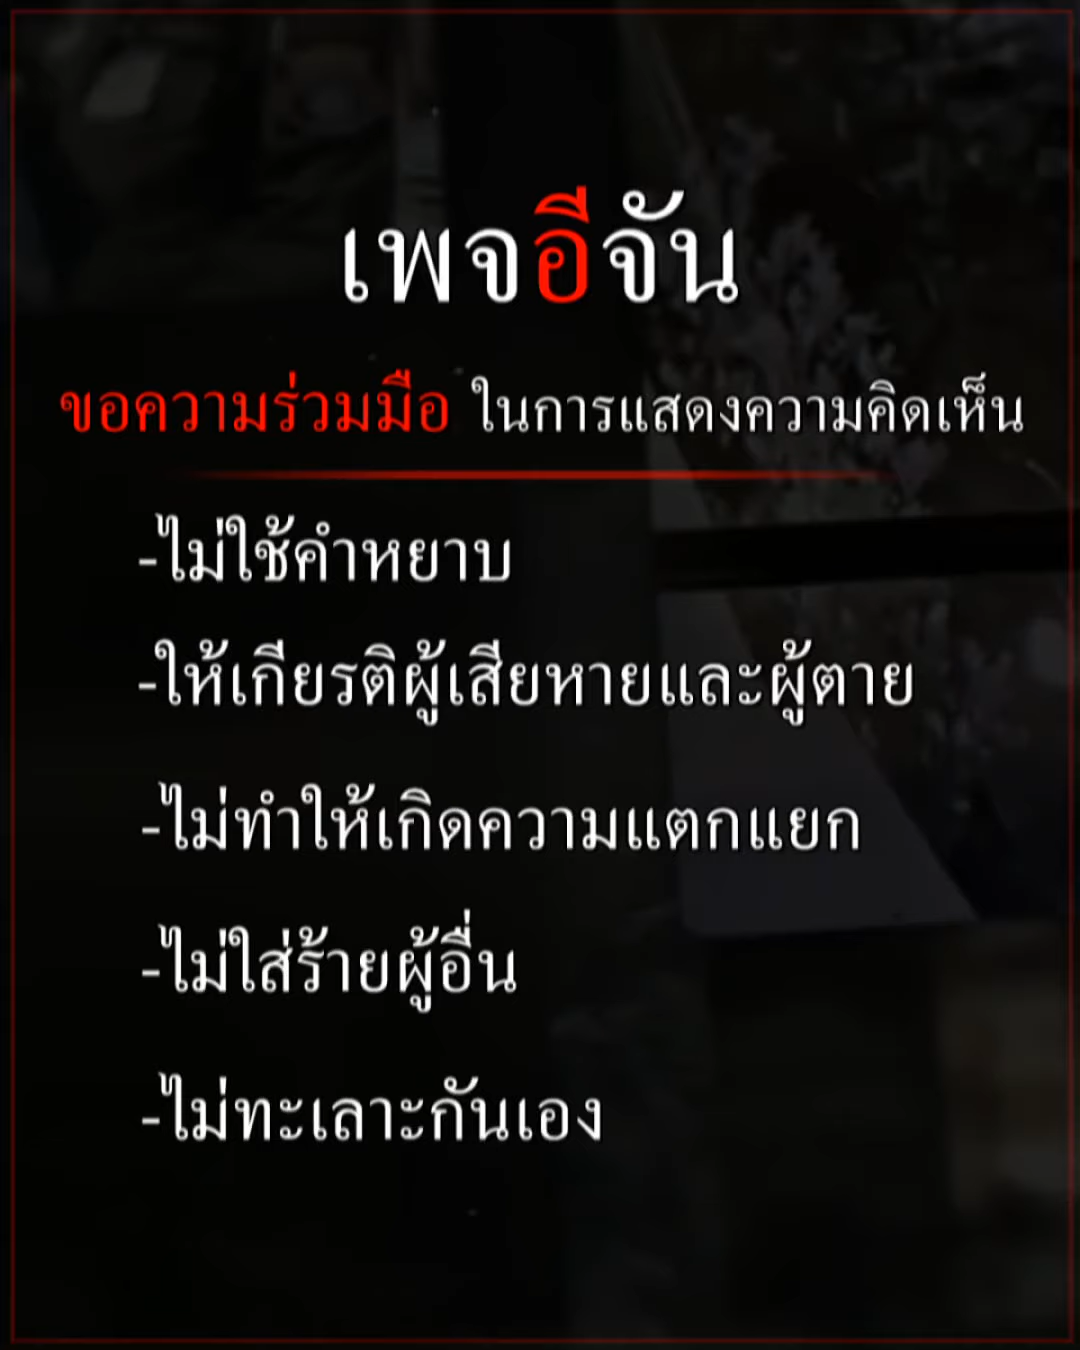 เพจอีจัน
ขอความร่วมมือ ในการแสดงความคิดเห็น
-ไม่ใช้คำหยาบ
-ให้เกียรติผู้เสียหายและผู้ตาย
-ไม่ทำให้เกิดความแตกแยก
-ไม่ใส่ร้ายผู้อื่น
-ไม่ทะเลาะกันเอง